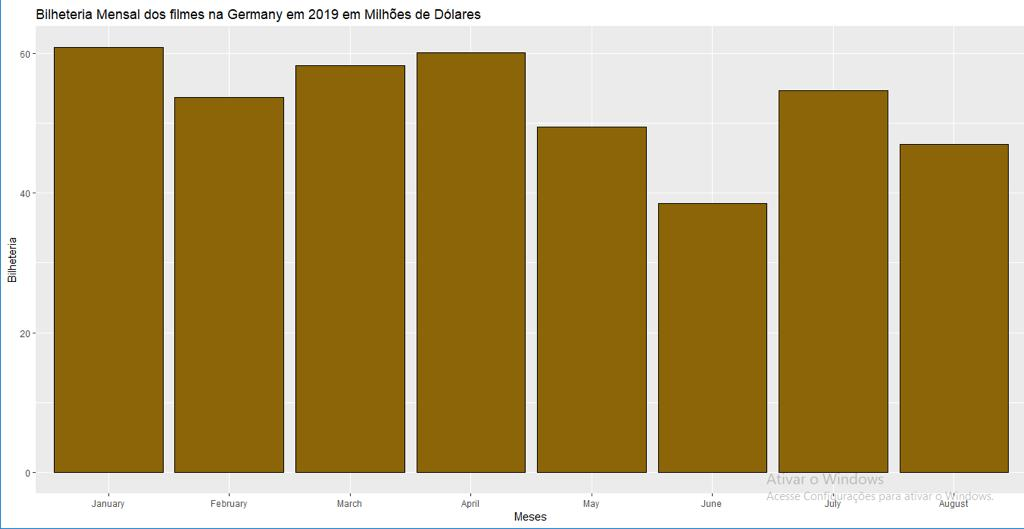 Bilheteria Mensal dos filmes na Germany em 2019 em Milhões de Dólares
60
40
20
0
Bilheteria
January February March April May June July August
Meses
Ativar o Windows
Acesse Configurações para ativar o Windows.